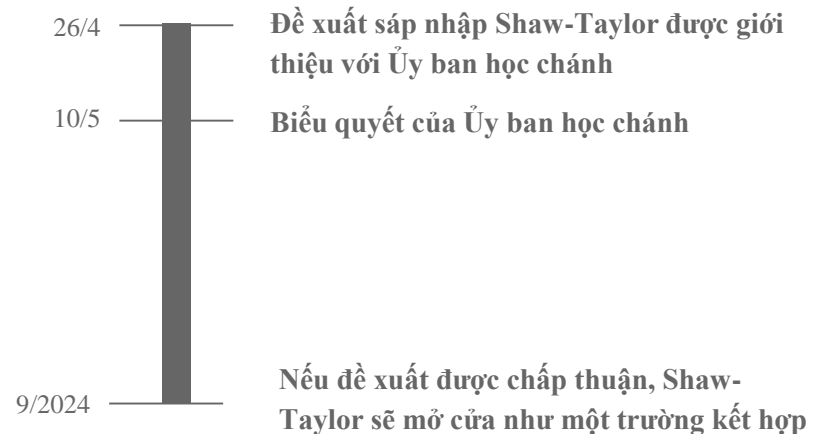 26/4
Đề xuất sáp nhập Shaw-Taylor được giới
thiệu với Ủy ban học chánh
10/5
Biểu quyết của Ủy ban học chánh
9/2024
Nếu đề xuất được chấp thuận, Shaw-
Taylor sẽ mở cửa như một trường kết hợp